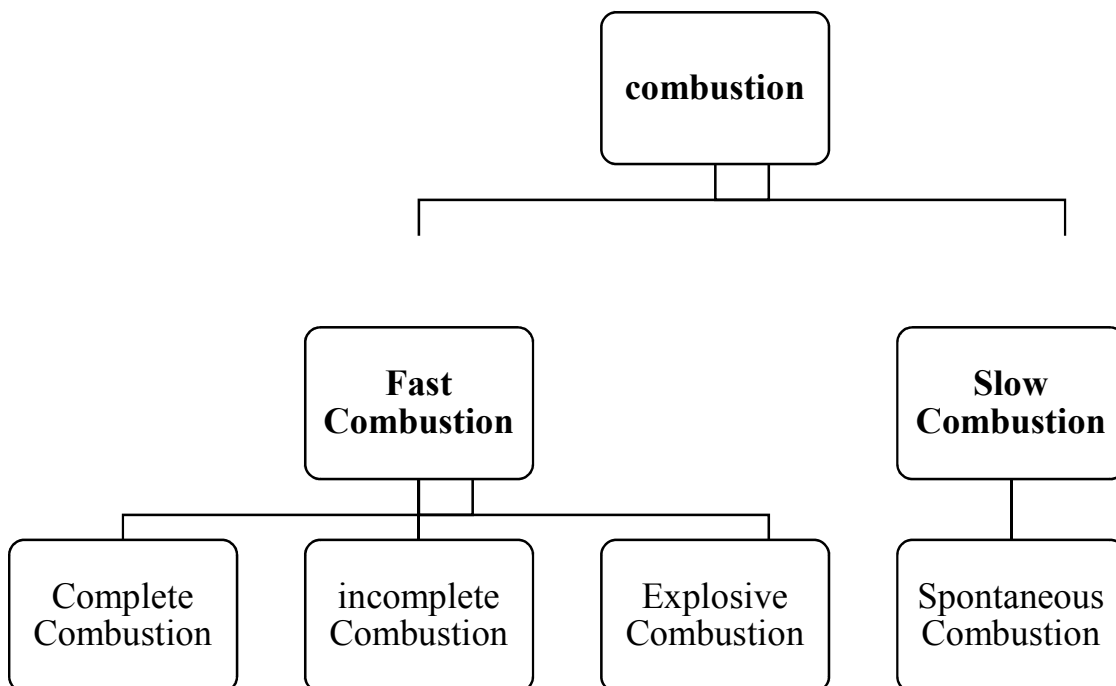 combustion
Fast
Combustion
Slow
Combustion
Complete
Combustion
incomplete
Combustion
Explosive
Combustion
Spontaneous
Combustion